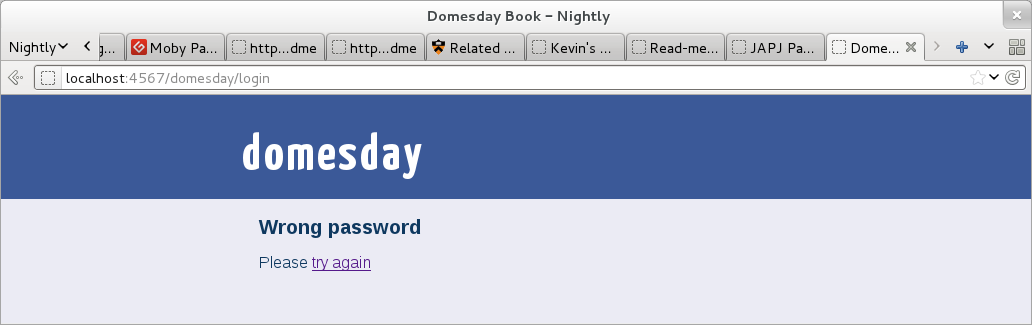 Domesday Book - Nightly
Nightly
g...
Moby Pa...
http...dme
http...dme
Related ...
Kevin's ...
Read-me...
JAPJ Pa...
Dome...
localhost:4567/domesday/login
domesday
Wrong password
Please try again